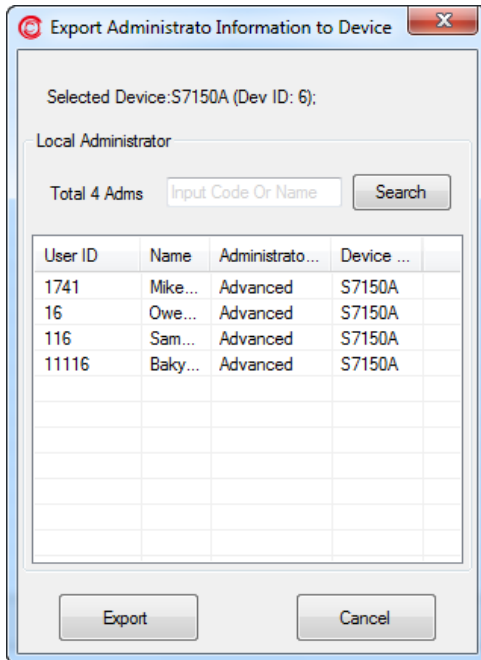 Export Administrato Information to Device
Selected Device:S7150A (Dev ID: 6);
Local Administrator
Total 4 Adms Input Code Or Name Search
User ID Name Administrato... Device ...
1741 Mike... Advanced S7150A
16 Owe... Advanced S7150A
116 Sam... Advanced S7150A
11116 Baky... Advanced S7150A
Export Cancel